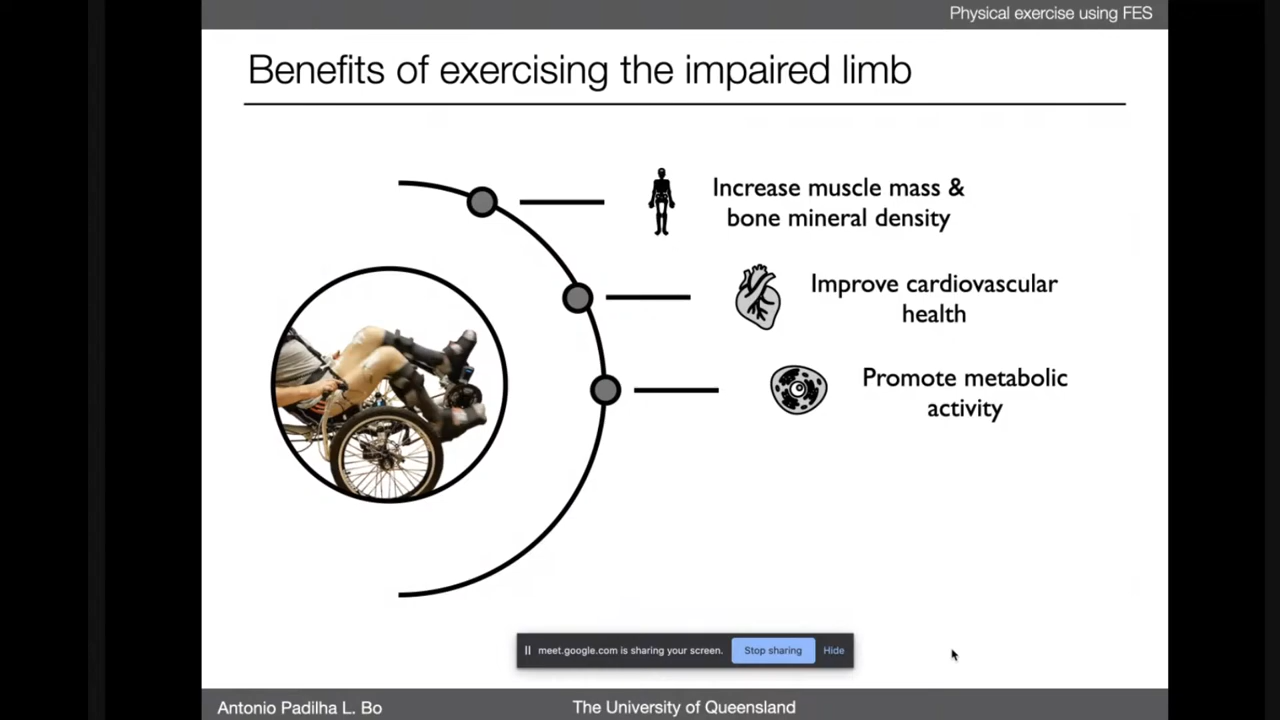 Physical exercise using FES
Benefits of exercising the impaired limb
Increase muscle mass &
bone mineral density
Improve cardiovascular
health
Promote metabolic
activity
meet.google.com is sharing your screen.
Stop sharing
Hide
Antonio Padilha L. Bo
The University of Queensland